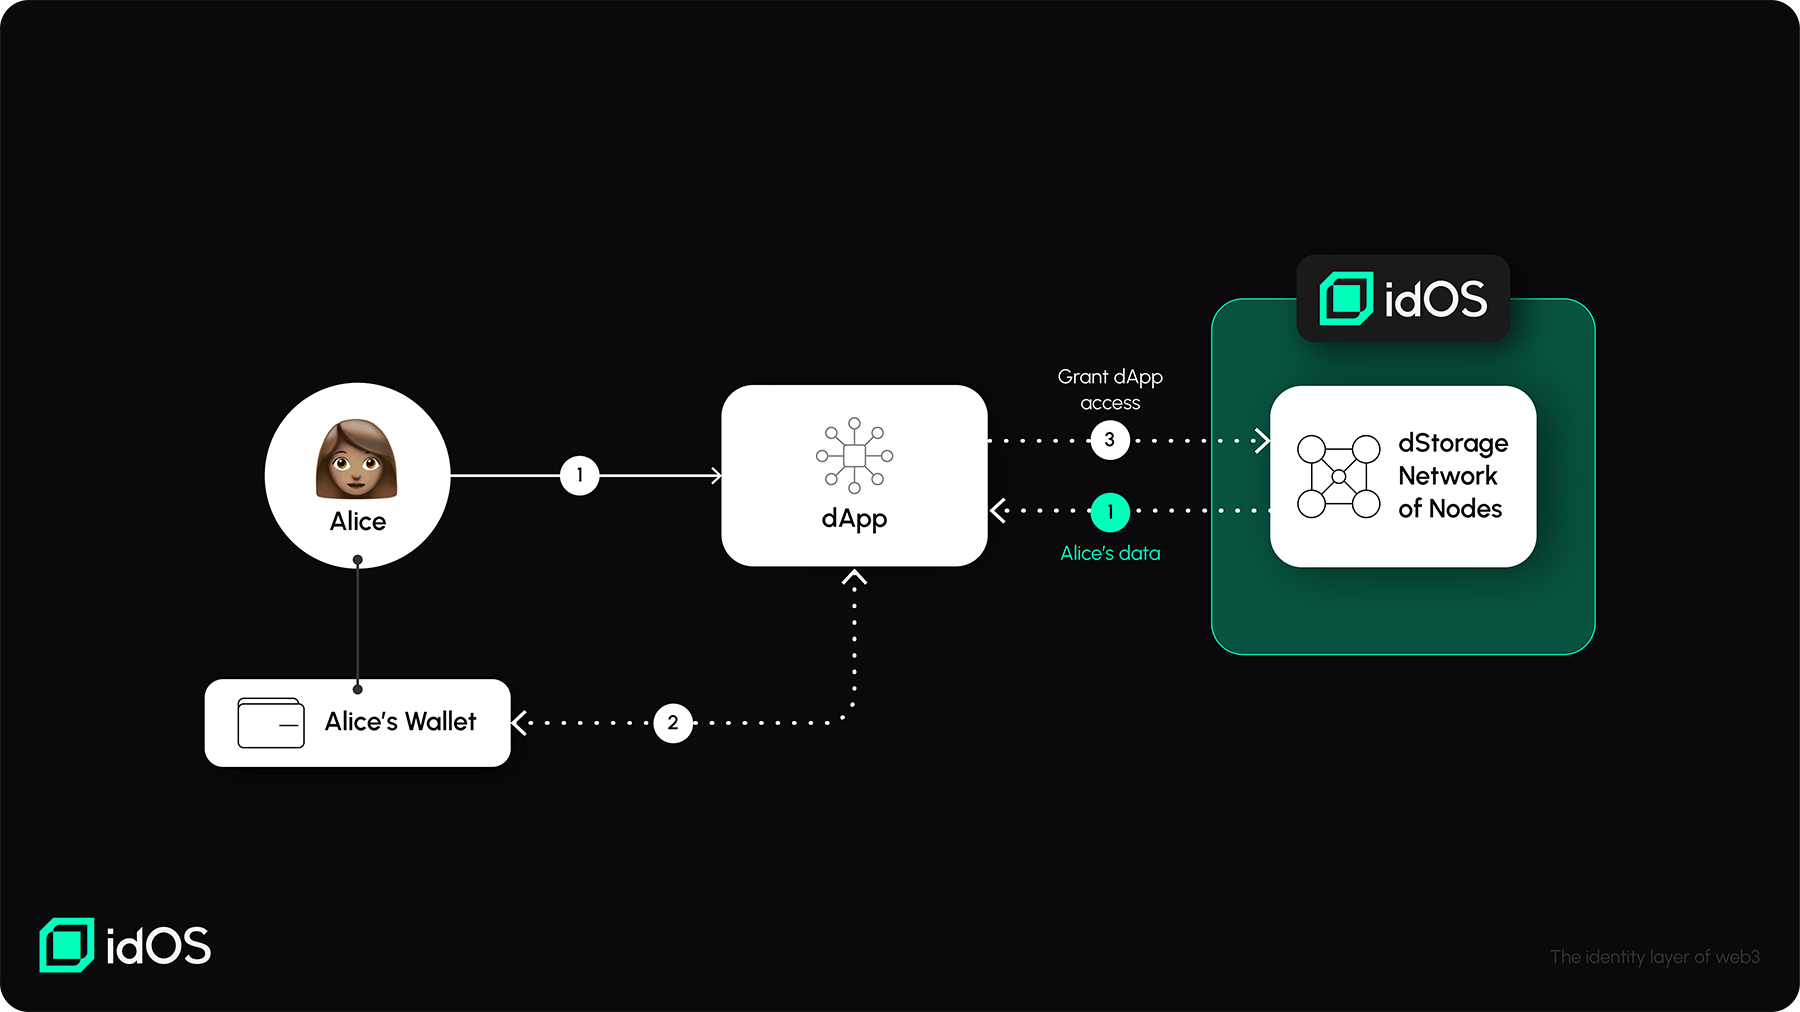 idOS
Grant dApp
access
3
dStorage
Network
of Nodes
Alice
1
dApp
1
Alice's data
Alice's Wallet
2
idOS
The identity layer of web3